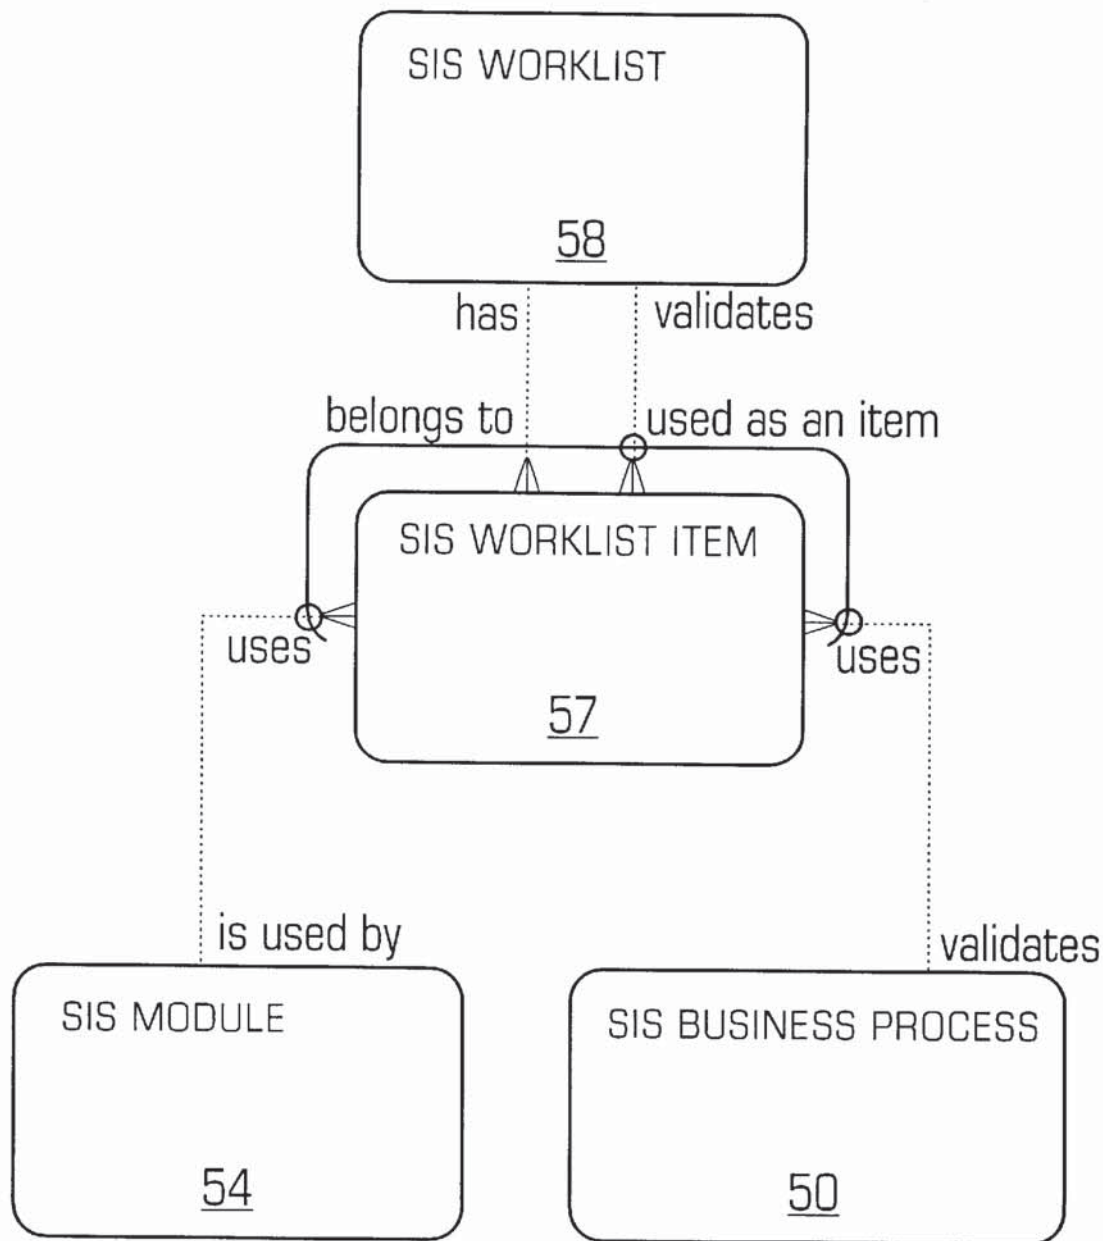 SIS WORKLIST
58
has
validates
belongs to
used as an item
SIS WORKLIST ITEM
uses
uses
57
is used by
validates
SIS MODULE
SIS BUSINESS PROCESS
54
50